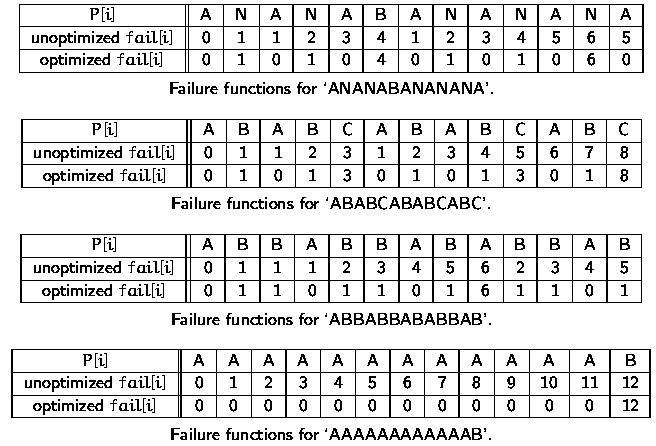 P[i] A N A N A B A N A N A N A
unoptimized fail[i] 0 1 1 2 3 4 1 2 3 4 5 6 5
optimized fail[i] 0 1 0 1 0 4 0 1 0 1 0 6 0
Failure functions for ‘ANANABANANANA’.
P[i] A B A B C A B A B C A B C
unoptimized fail[i] 0 1 1 2 3 1 2 3 4 5 6 7 8
optimized fail[i] 0 1 0 1 3 0 1 0 1 3 0 1 8
Failure functions for ‘ABABCABABCABC’.
P[i] A B B A B B A B A B B A B
unoptimized fail[i] 0 1 1 1 2 3 4 5 6 2 3 4 5
optimized fail[i] 0 1 1 0 1 1 0 1 6 1 1 0 1
Failure functions for ‘ABBABBABABBAB’.
P[i] A A A A A A A A A A A A B
unoptimized fail[i] 0 1 2 3 4 5 6 7 8 9 10 11 12
optimized fail[i] 0 0 0 0 0 0 0 0 0 0 0 0 12
Failure functions for ‘AAAAAAAAAAAAB’.